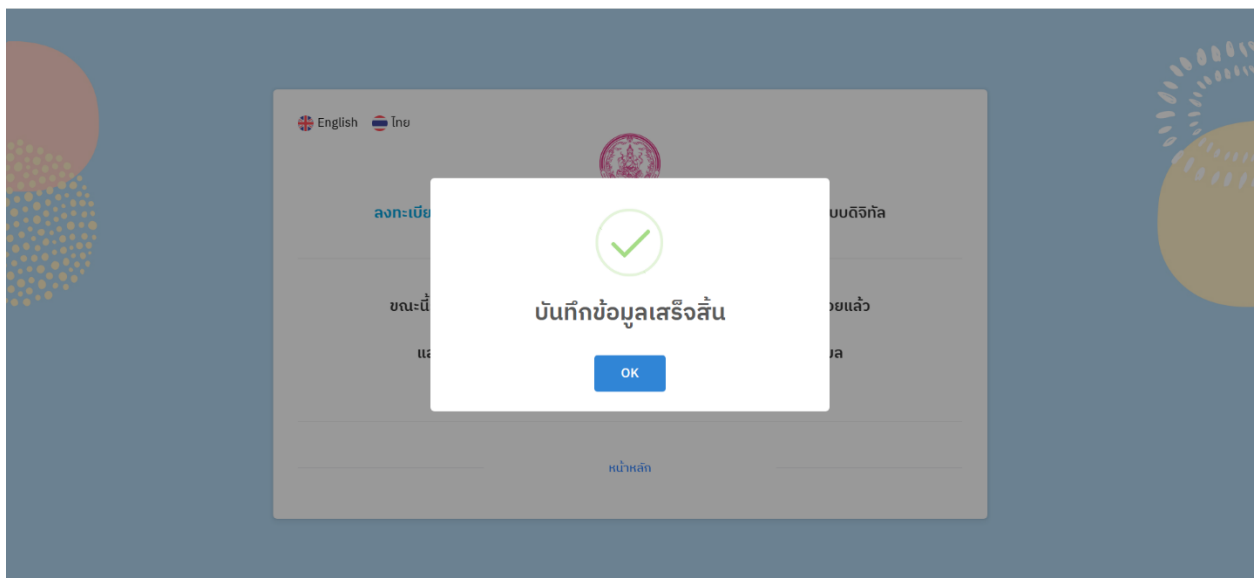 English ไทย
ลงทะเบีย บบดิจิทัล
บันทึกข้อมูลเสร็จสิ้น
ขณะนี้ อยแล้ว
แล ผล
OK
หน้าหลัก